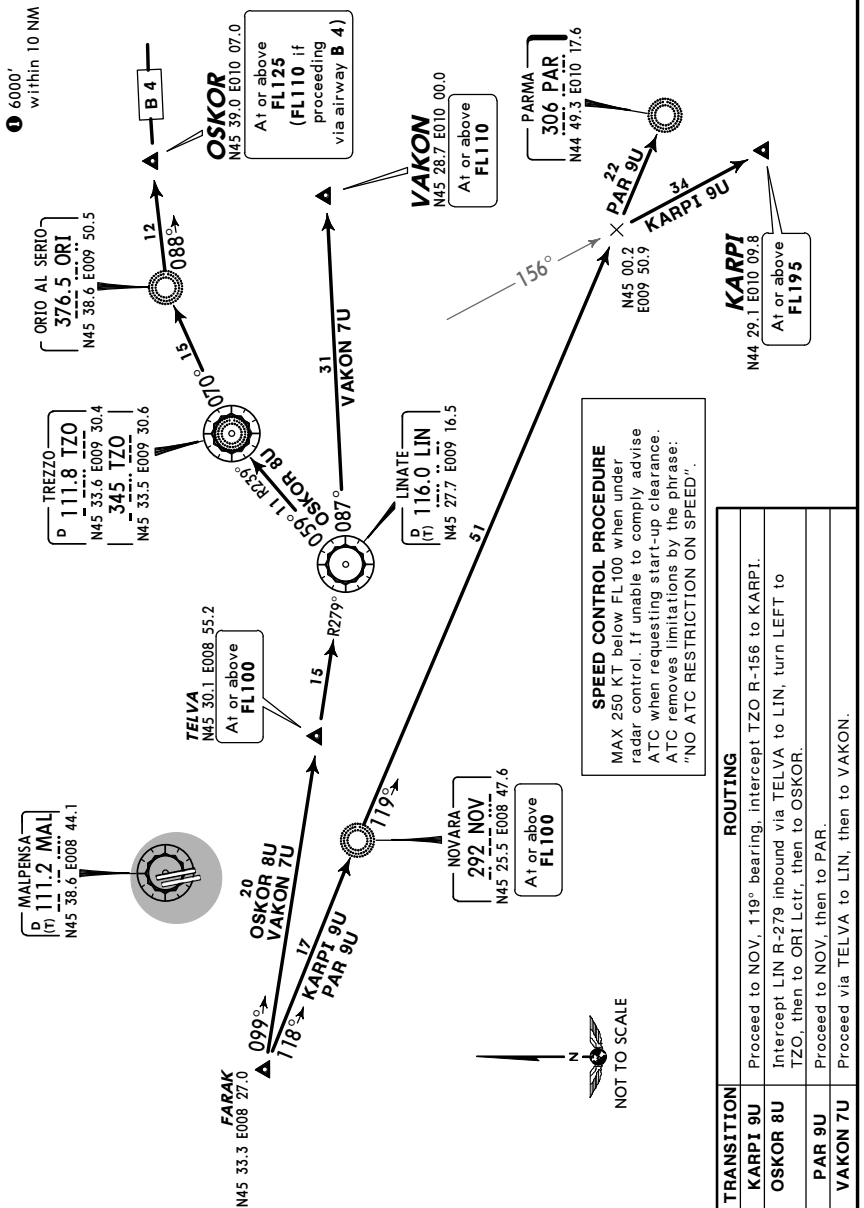 ❶ 6000'
within 10 NM
MALPENSA
D
(T) 111.2 MAL
N45 38.6 E008 44.1
TREZZO
D 111.8 TZO
N45 33.6 E009 30.4
345 TZO
N45 33.5 E009 30.6
ORIO AL SERIO
376.5 ORI
N45 38.6 E009 50.5
B 4
OSKOR
N45 39.0 E010 07.0
At or above
FL125
(FL110 if
proceeding
via airway B 4)
12
088°
15
070°
TELVA
N45 30.1 E008 55.2
At or above
FL100
059°
11
R239°
OSKOR 8U
VAKON
N45 28.7 E010 00.0
At or above
FL110
31
VAKON 7U
087°
FARAK
N45 33.3 E008 27.0
099°
20
OSKOR 8U
VAKON 7U
15
R279°
LINATE
D
(T) 116.0 LIN
N45 27.7 E009 16.5
118°
17
KARPI 9U
PAR 9U
119°
51
NOVARA
292 NOV
N45 25.5 E008 47.6
At or above
FL100
156°
N45 00.2
E009 50.9
PARMA
306 PAR
N44 49.3 E010 17.6
22
PAR 9U
34
KARPI 9U
KARPI
N44 29.1 E010 09.8
At or above
FL195
SPEED CONTROL PROCEDURE
MAX 250 KT below FL100 when under
radar control. If unable to comply advise
ATC when requesting start-up clearance.
ATC removes limitations by the phrase:
"NO ATC RESTRICTION ON SPEED".
N
NOT TO SCALE
TRANSITION ROUTING
KARPI 9U Proceed to NOV, 119° bearing, intercept TZO R-156 to KARPI.
OSKOR 8U Intercept LIN R-279 inbound via TELVA to LIN, turn LEFT to
TZO, then to ORI Lctr, then to OSKOR.
PAR 9U Proceed to NOV, then to PAR.
VAKON 7U Proceed via TELVA to LIN, then to VAKON.